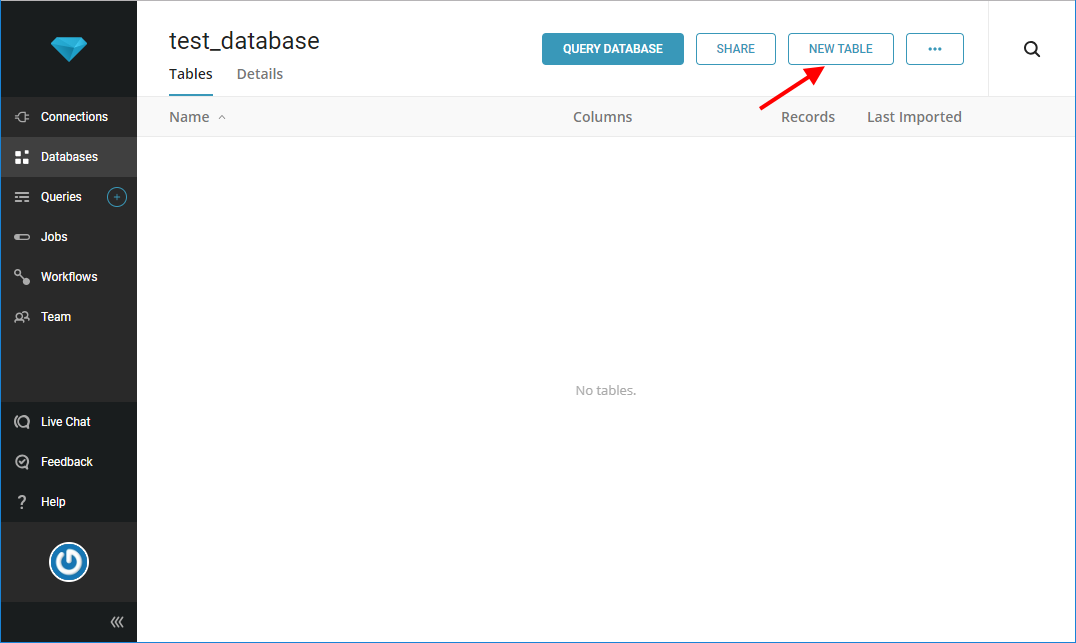 test_database
QUERY DATABASE
SHARE
NEW TABLE
Tables Details
Connections
Databases
Queries
Jobs
Workflows
Team
Live Chat
Feedback
? Help
Name Columns Records Last Imported
No tables.